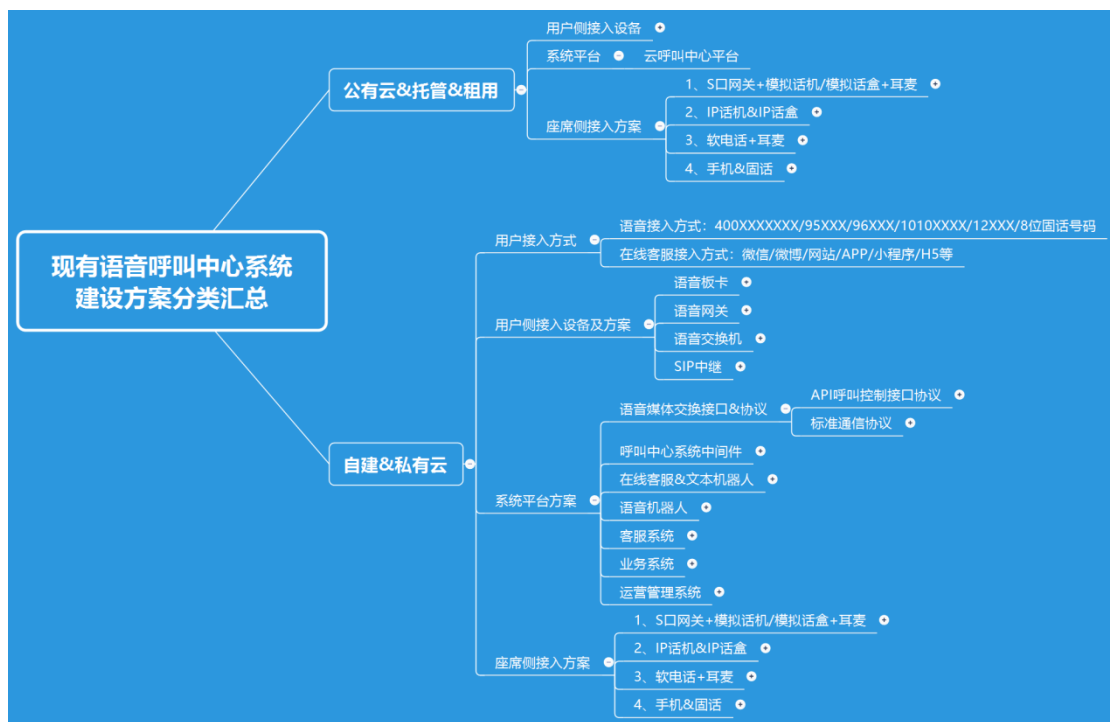 现有语音呼叫中心系统
建设方案分类汇总
公有云&托管&租用
用户侧接入设备
系统平台
云呼叫中心平台
座席侧接入方案
1、S口网关+模拟话机/模拟话盒+耳麦
2、IP话机&IP话盒
3、软电话+耳麦
4、手机&固话
自建&私有云
用户接入方式
语音接入方式：400XXXXXXX/95XXX/96XXX/1010XXXX/12XXX/8位固话号码
在线客服接入方式：微信/微博/网站/APP/小程序/H5等
用户侧接入设备及方案
语音板卡
语音网关
语音交换机
SIP中继
系统平台方案
语音媒体交换接口&协议
API呼叫控制接口协议
标准通信协议
呼叫中心系统中间件
在线客服&文本机器人
语音机器人
客服系统
业务系统
运营管理系统
座席侧接入方案
1、S口网关+模拟话机/模拟话盒+耳麦
2、IP话机&IP话盒
3、软电话+耳麦
4、手机&固话